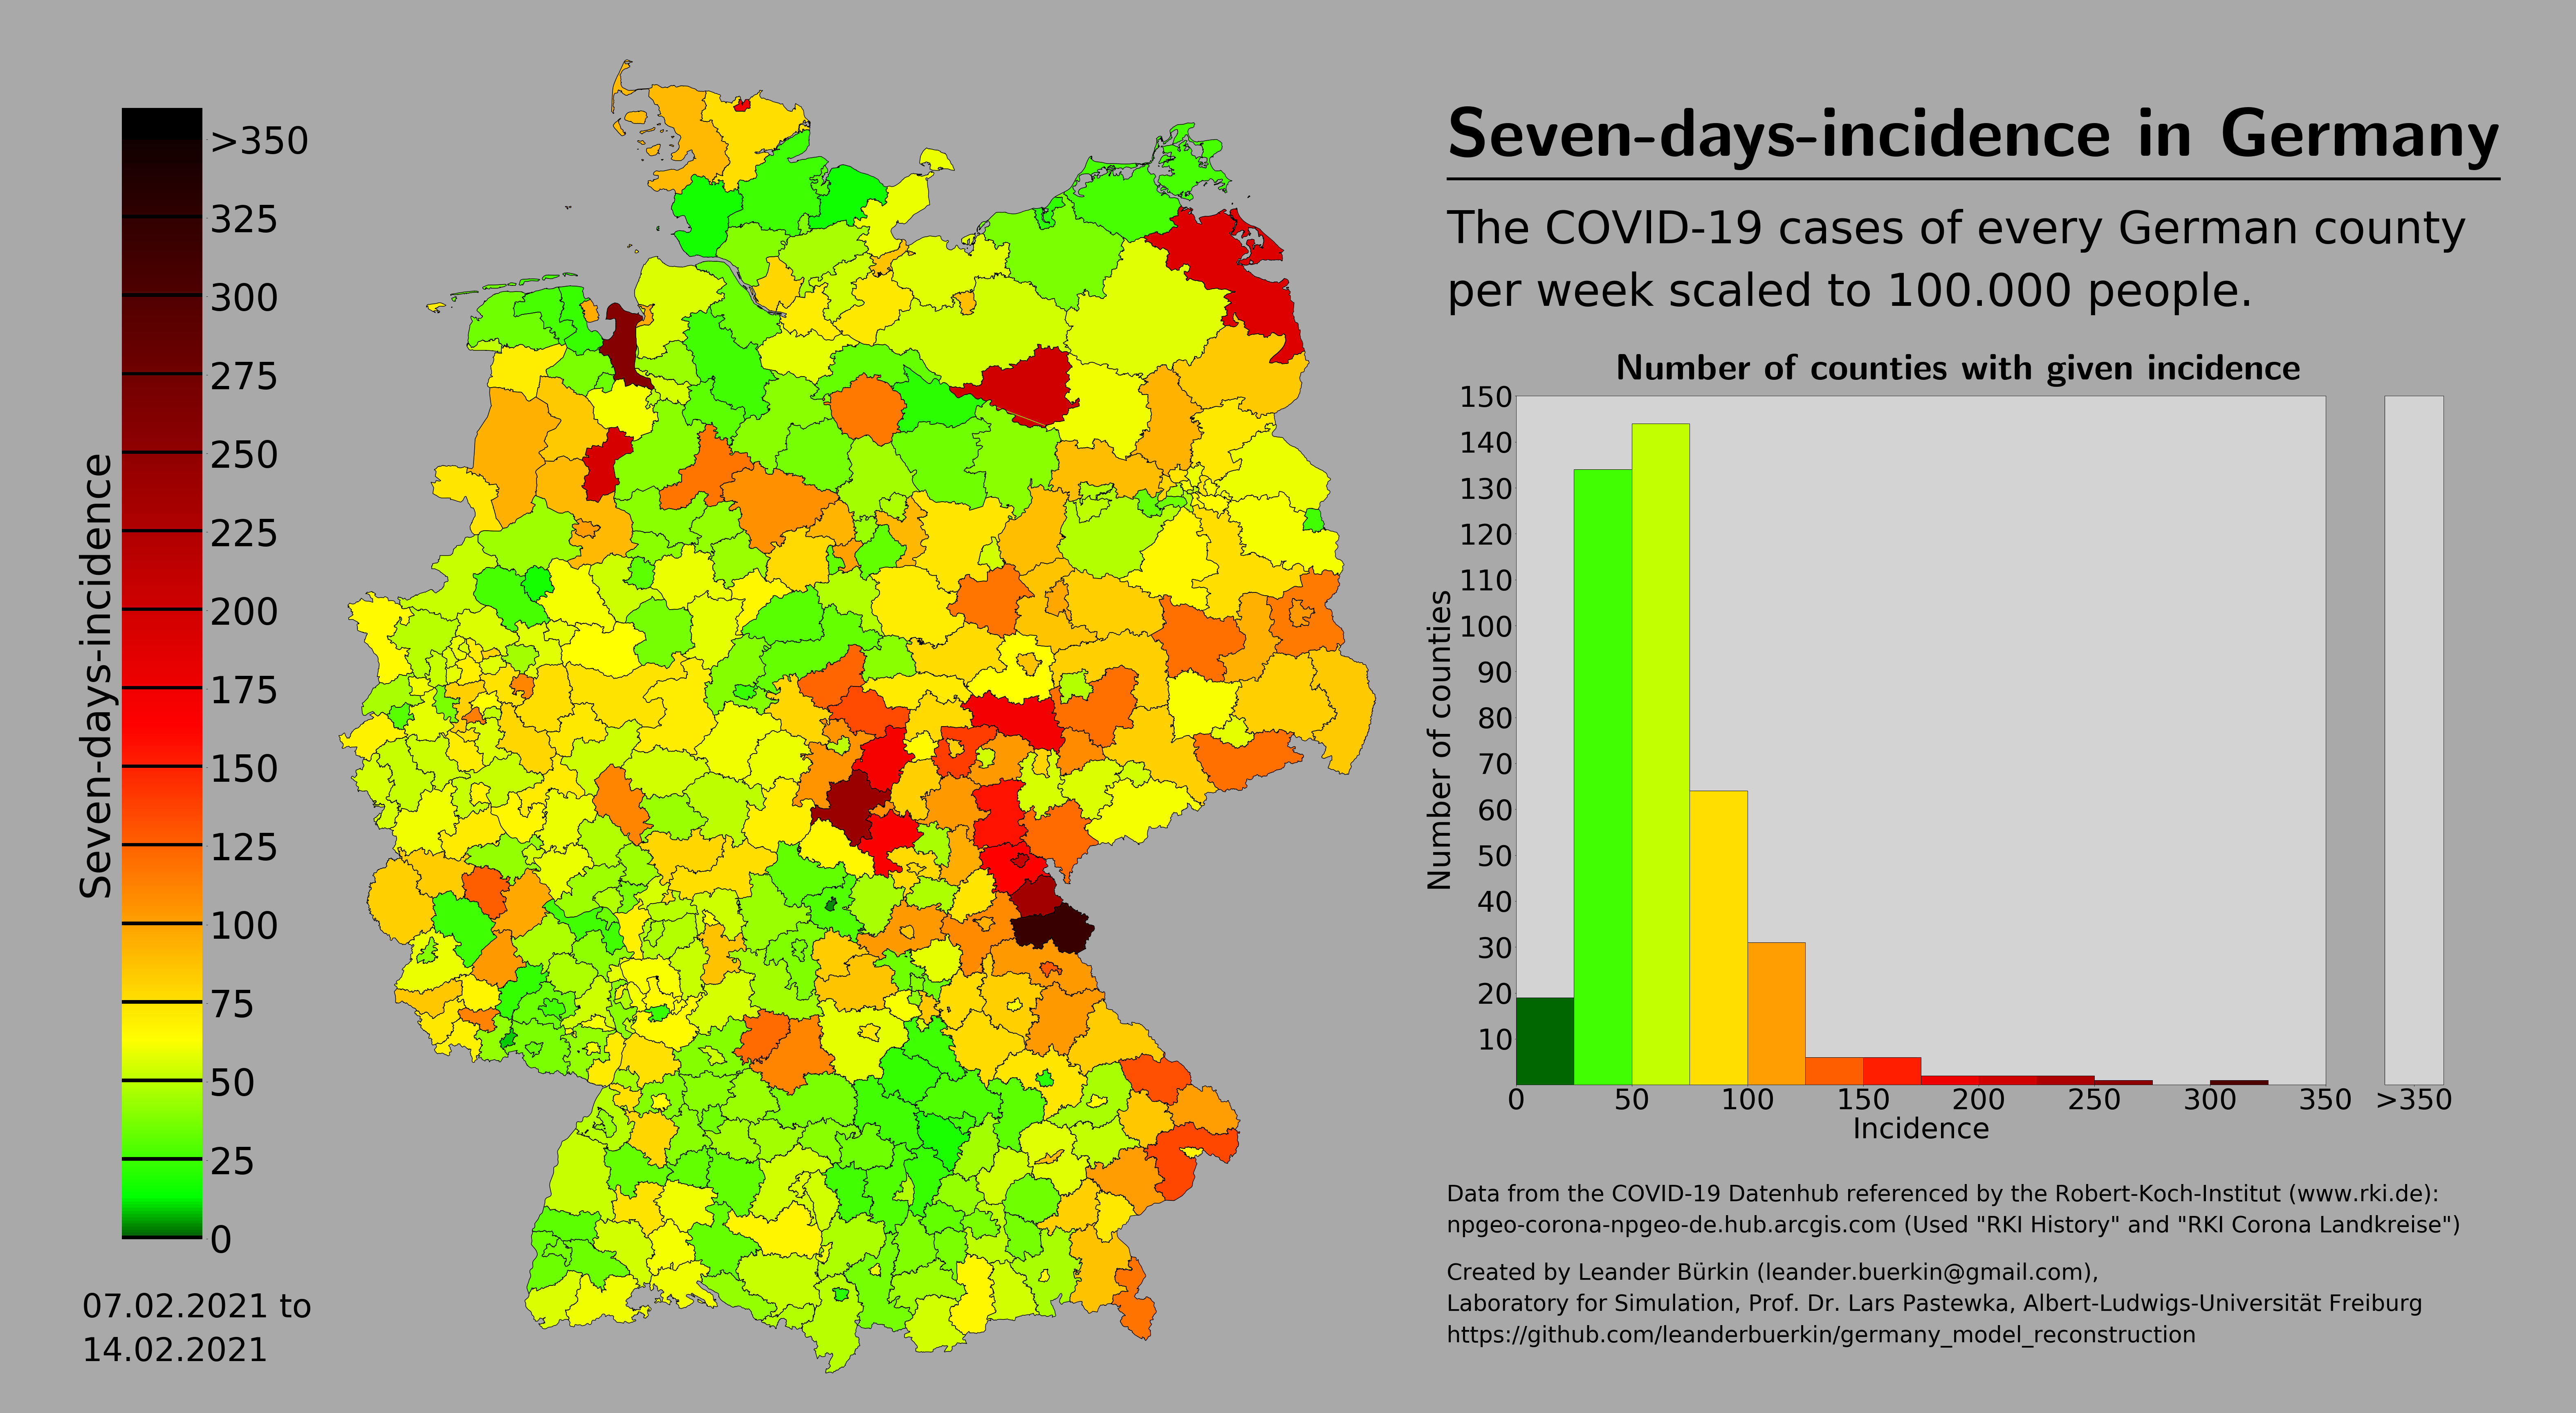 Seven-days-incidence in Germany
The COVID-19 cases of every German county
per week scaled to 100.000 people.
Seven-days-incidence
>350
325
300
275
250
225
200
175
150
125
100
75
50
25
0
07.02.2021 to
14.02.2021
Number of counties with given incidence
Number of counties
150
140
130
120
110
100
90
80
70
60
50
40
30
20
10
0 50 100 150 200 250 300 350 >350
Incidence
Data from the COVID-19 Datenhub referenced by the Robert-Koch-Institut (www.rki.de):
npgeo-corona-npgeo-de.hub.arcgis.com (Used "RKI History" and "RKI Corona Landkreise")
Created by Leander Bürkin (leander.buerkin@gmail.com),
Laboratory for Simulation, Prof. Dr. Lars Pastewka, Albert-Ludwigs-Universität Freiburg
https://github.com/leanderbuerkin/germany_model_reconstruction